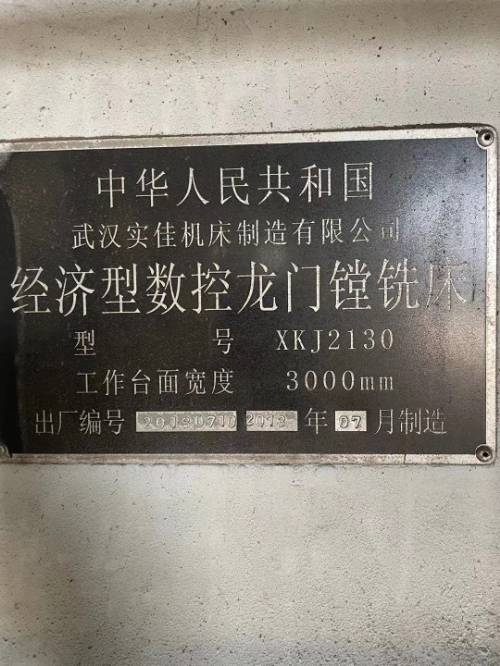 中华人民共和国
武汉实佳机床制造有限公司
经济型数控龙门镗铣床
型号 XKJ2130
工作台面宽度 3000mm
出厂编号 年 07 月制造